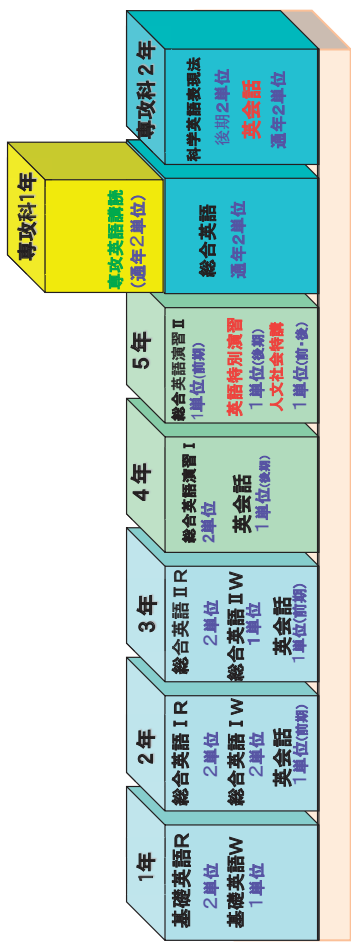 1年
基礎英語R
2単位
基礎英語W
1単位
2年
総合英語ⅠR
2単位
総合英語ⅠW
2単位
英会話
1単位(前期)
3年
総合英語ⅡR
2単位
総合英語ⅡW
1単位
英会話
1単位(前期)
4年
総合英語演習Ⅰ
2単位
英会話
1単位(後期)
5年
総合英語演習Ⅱ
1単位(前期)
英語特別演習
1単位(後期)
人文社会特講
1単位(前・後)
専攻科1年
専攻英語講読
(通年2単位)
総合英語
通年2単位
専攻科2年
科学英語表現法
後期2単位
英会話
通年2単位